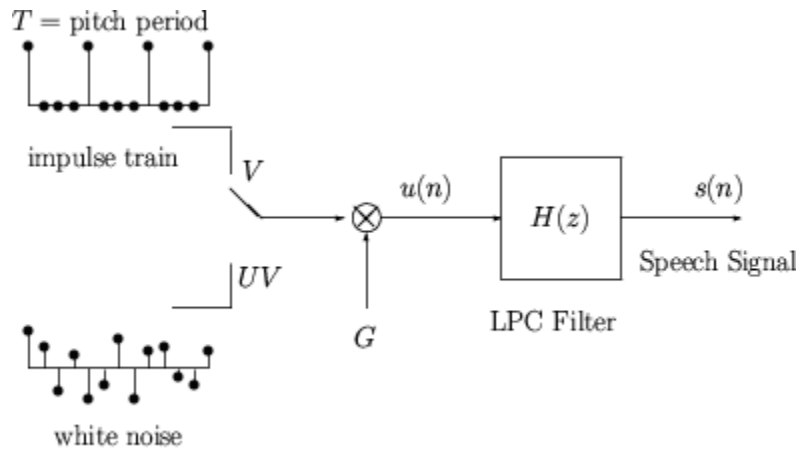 T = pitch period
impulse train
V
u(n)
H(z)
s(n)
Speech Signal
UV
G
LPC Filter
white noise